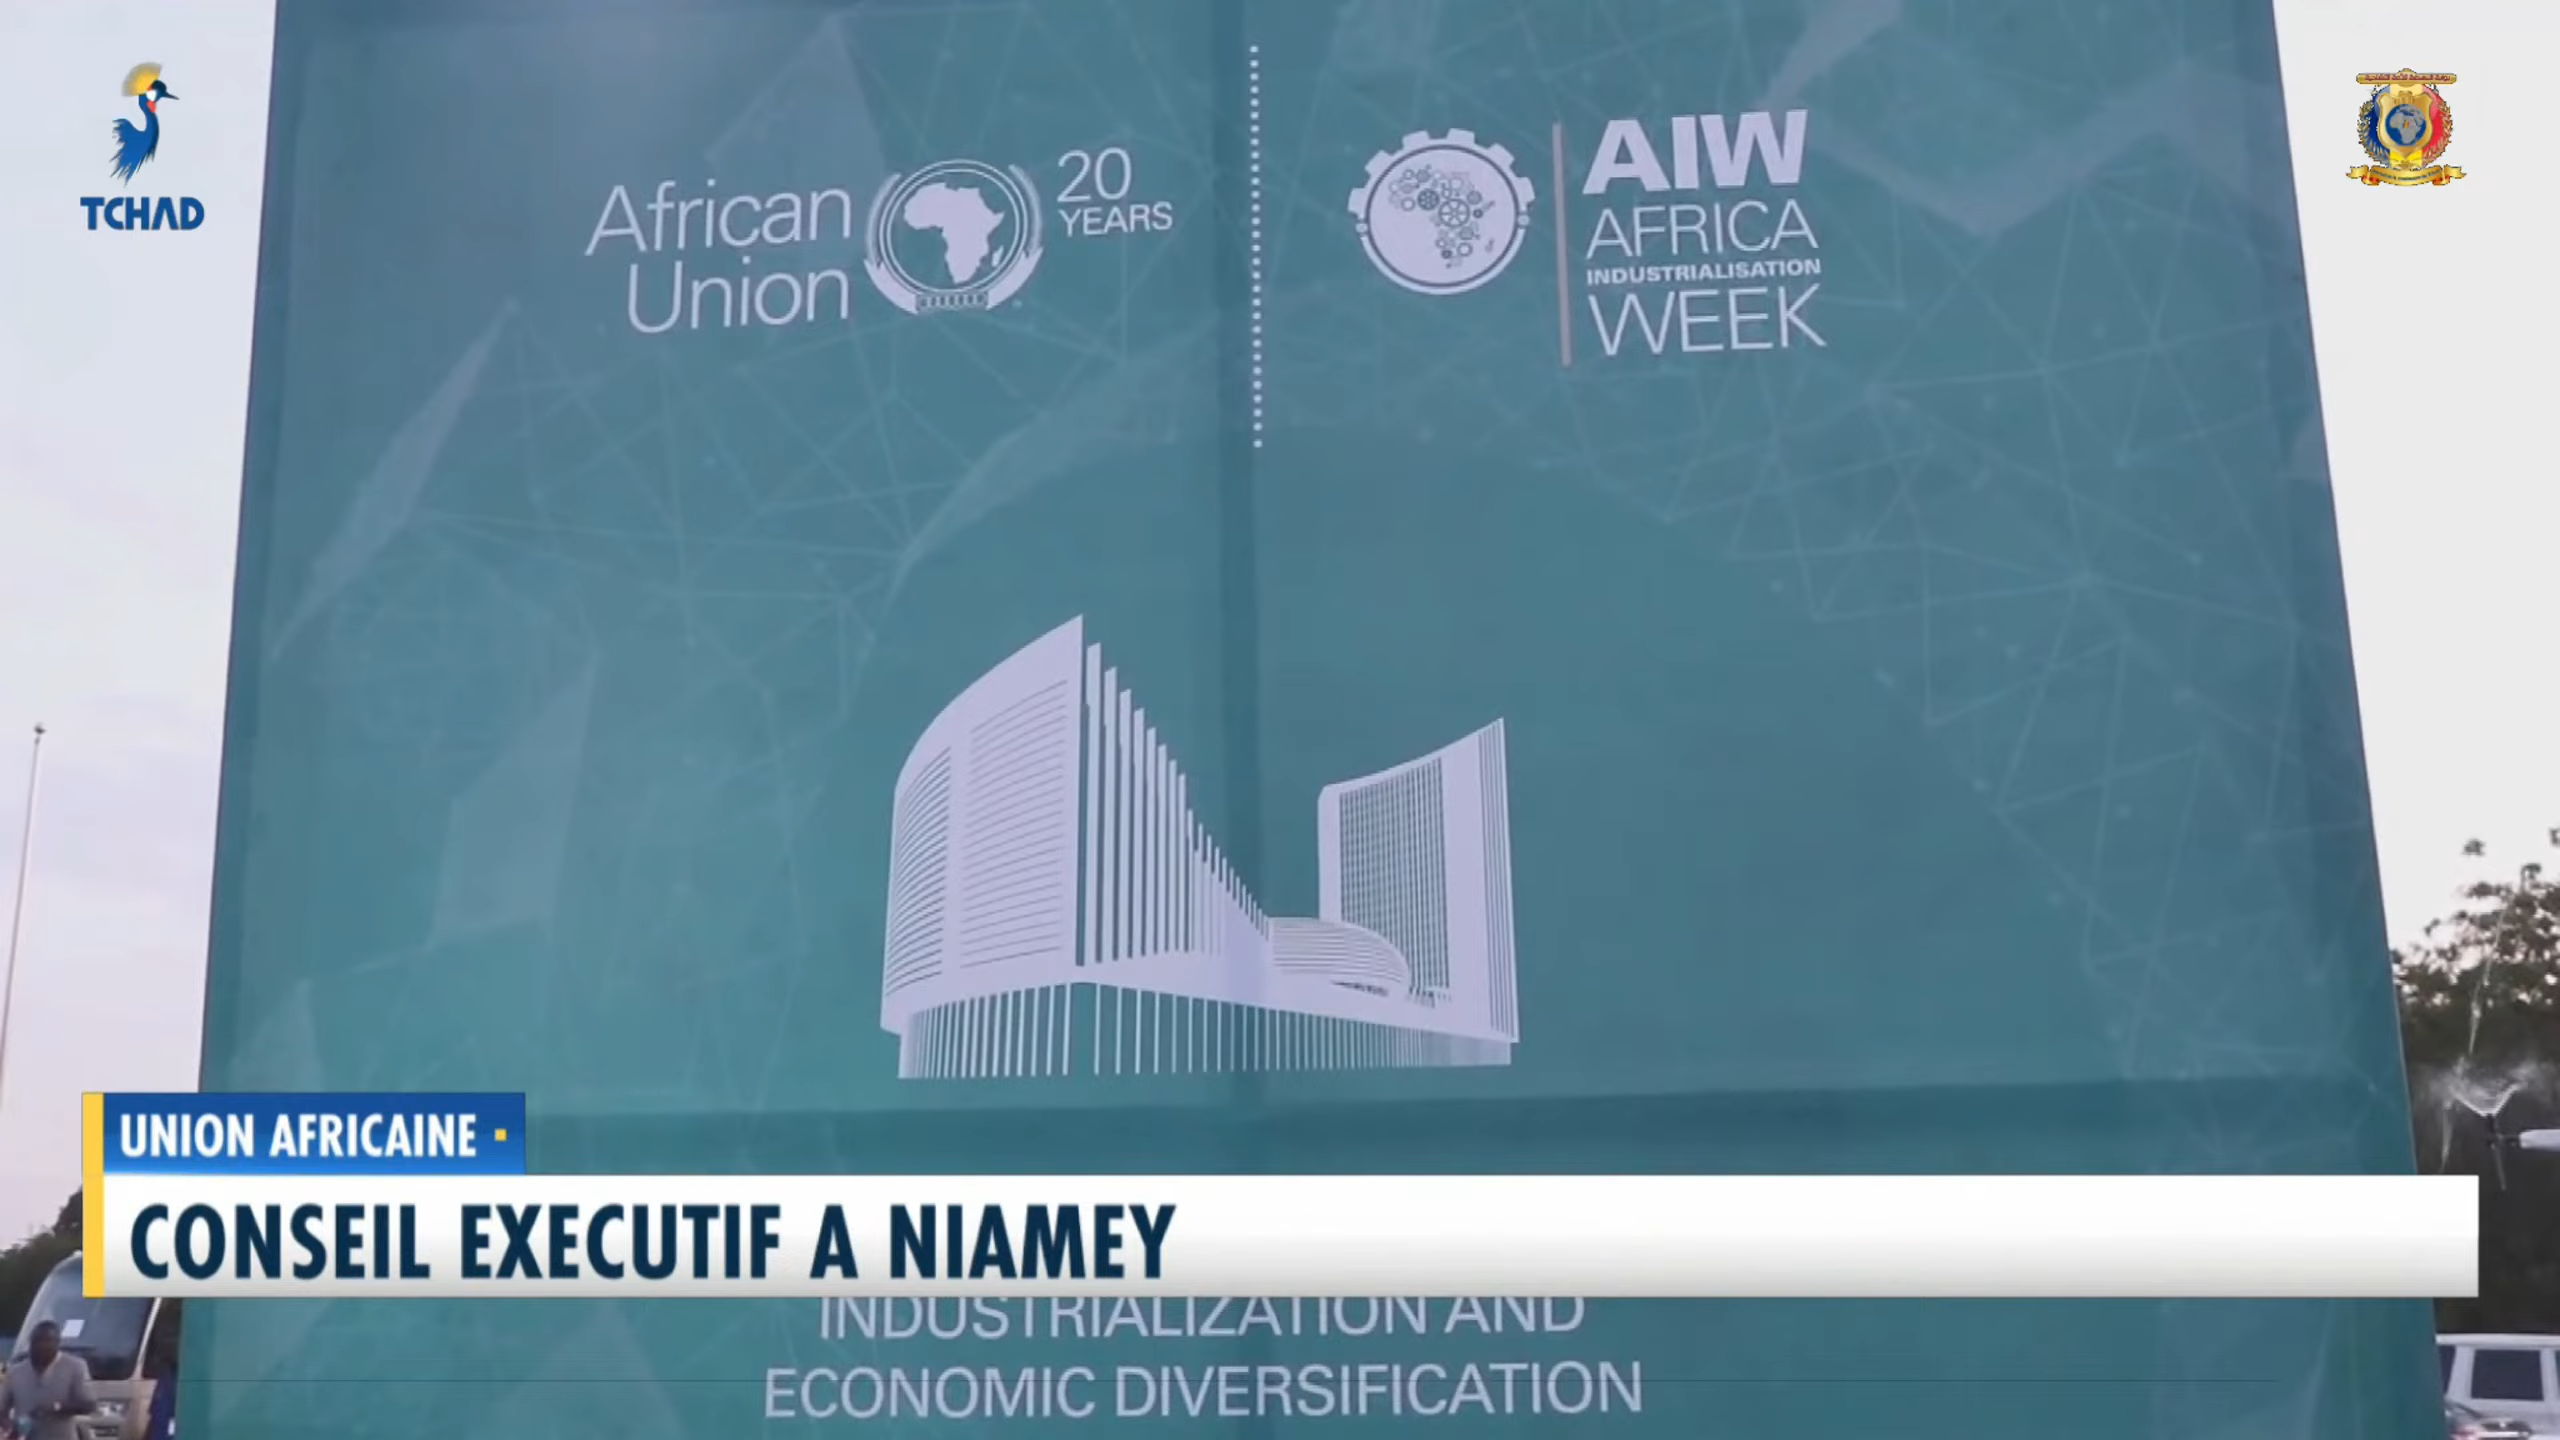 TCHAD
African
Union
20
YEARS
AIW
AFRICA
INDUSTRIALISATION
WEEK
UNION AFRICAINE
CONSEIL EXECUTIF A NIAMEY
INDUSTRIALIZATION AND
ECONOMIC DIVERSIFICATION